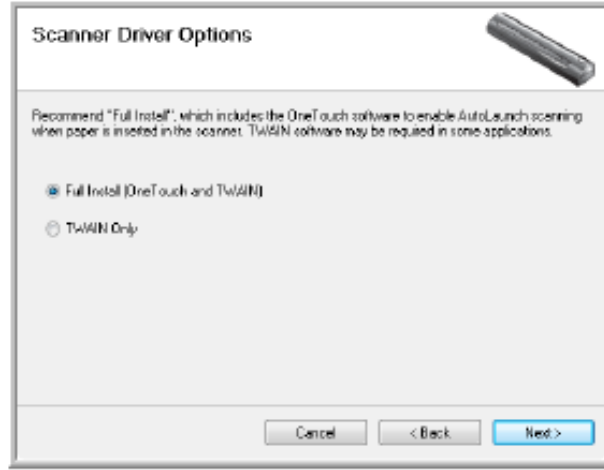 Scanner Driver Options
Recommend "Full Install", which includes the OneTouch software to enable AutoLaunch scanning
when paper is inserted in the scanner. TWAIN software may be required in some applications.
Full Install (OneTouch and TWAIN)
TWAIN Only
Cancel
< Back
Next >